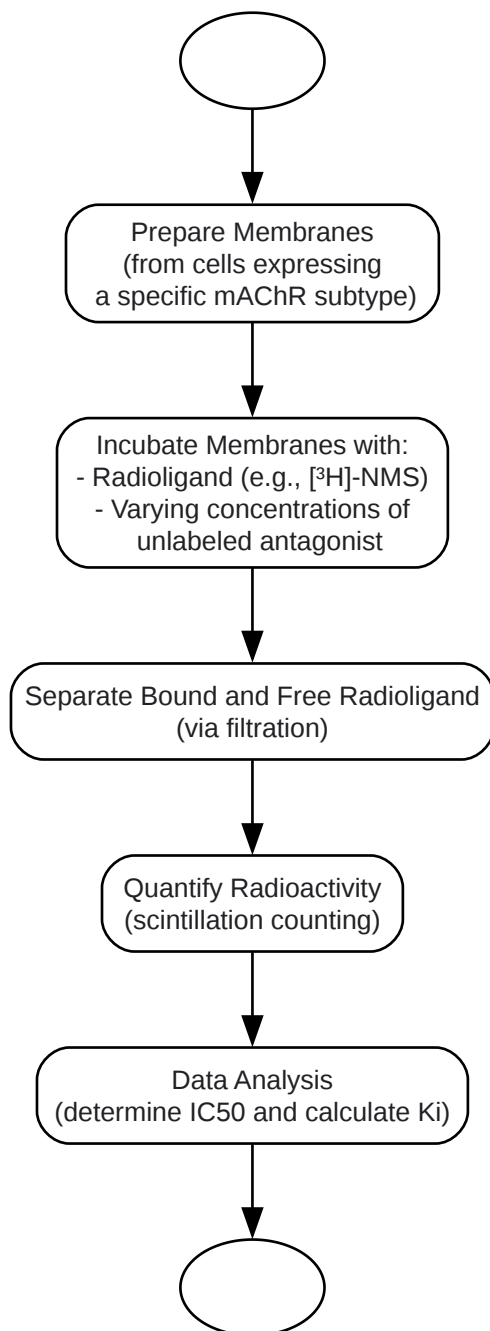 Prepare Membranes
(from cells expressing
a specific mAChR subtype)
Incubate Membranes with:
- Radioligand (e.g., [³H]-NMS)
- Varying concentrations of
unlabeled antagonist
Separate Bound and Free Radioligand
(via filtration)
Quantify Radioactivity
(scintillation counting)
Data Analysis
(determine IC50 and calculate Ki)